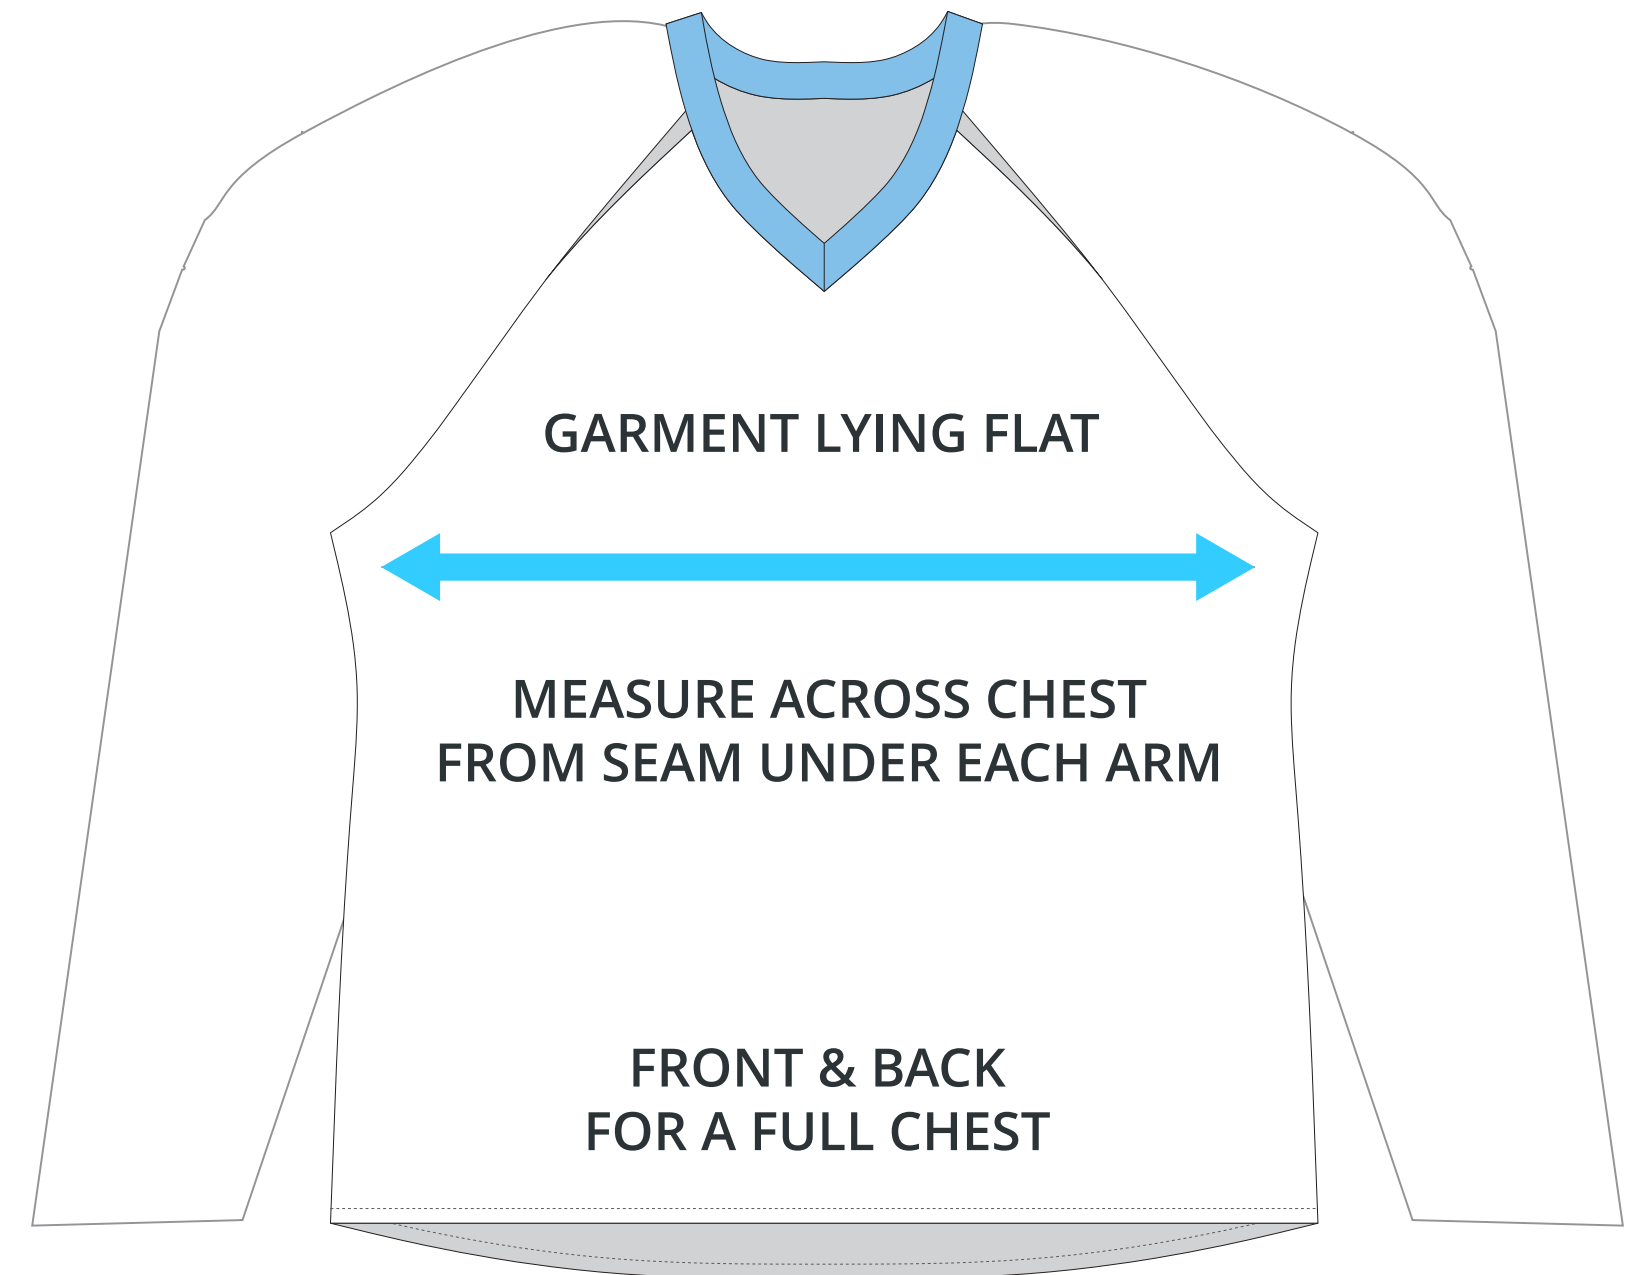 GARMENT LYING FLAT
MEASURE ACROSS CHEST
FROM SEAM UNDER EACH ARM
FRONT & BACK
FOR A FULL CHEST